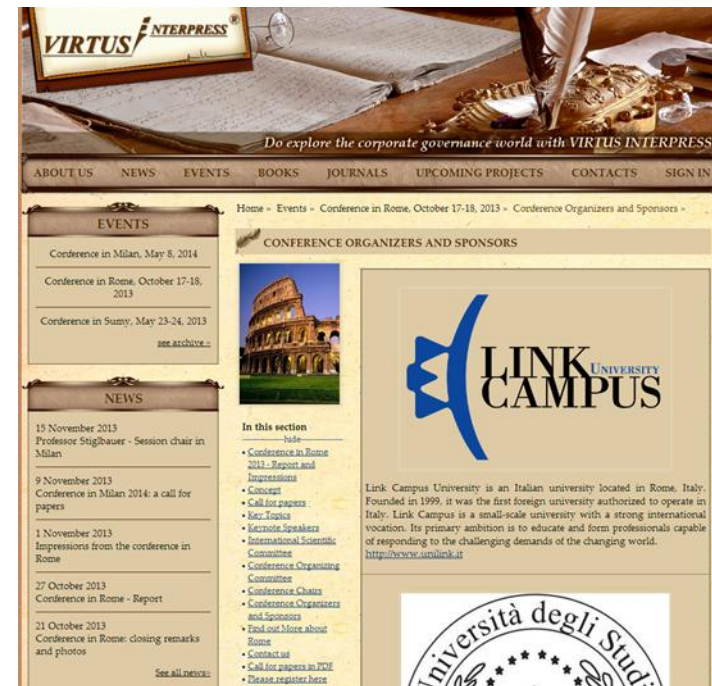 VIRTUS INTERPRESS®
Do explore the corporate governance world with VIRTUS INTERPRESS
ABOUT US NEWS EVENTS BOOKS JOURNALS UPCOMING PROJECTS CONTACTS SIGN IN
Home » Events » Conference in Rome, October 17-18, 2013 » Conference Organizers and Sponsors »
EVENTS
Conference in Milan, May 8, 2014
Conference in Rome, October 17-18,
2013
Conference in Sumy, May 23-24, 2013
see archive »
NEWS
15 November 2013
Professor Stiglbauer - Session chair in
Milan
9 November 2013
Conference in Milan 2014: a call for
papers
1 November 2013
Impressions from the conference in
Rome
27 October 2013
Conference in Rome - Report
21 October 2013
Conference in Rome: closing remarks
and photos
See all news»
CONFERENCE ORGANIZERS AND SPONSORS
In this section
hide
• Conference in Rome
2013 - Report and
Impressions
• Concept
• Call for papers
• Key Topics
• Keynote Speakers
• International Scientific
Committee
• Conference Organizing
Committee
• Conference Chairs
• Conference Organizers
and Sponsors
• Find out More about
Rome
• Contact us
• Call for papers in PDF
• Please register here
LINK
UNIVERSITY
CAMPUS
Link Campus University is an Italian university located in Rome, Italy.
Founded in 1999, it was the first foreign university authorized to operate in
Italy. Link Campus is a small-scale university with a strong international
vocation. Its primary ambition is to educate and form professionals capable
of responding to the challenging demands of the changing world.
http://www.unilink.it
Università degli Studi